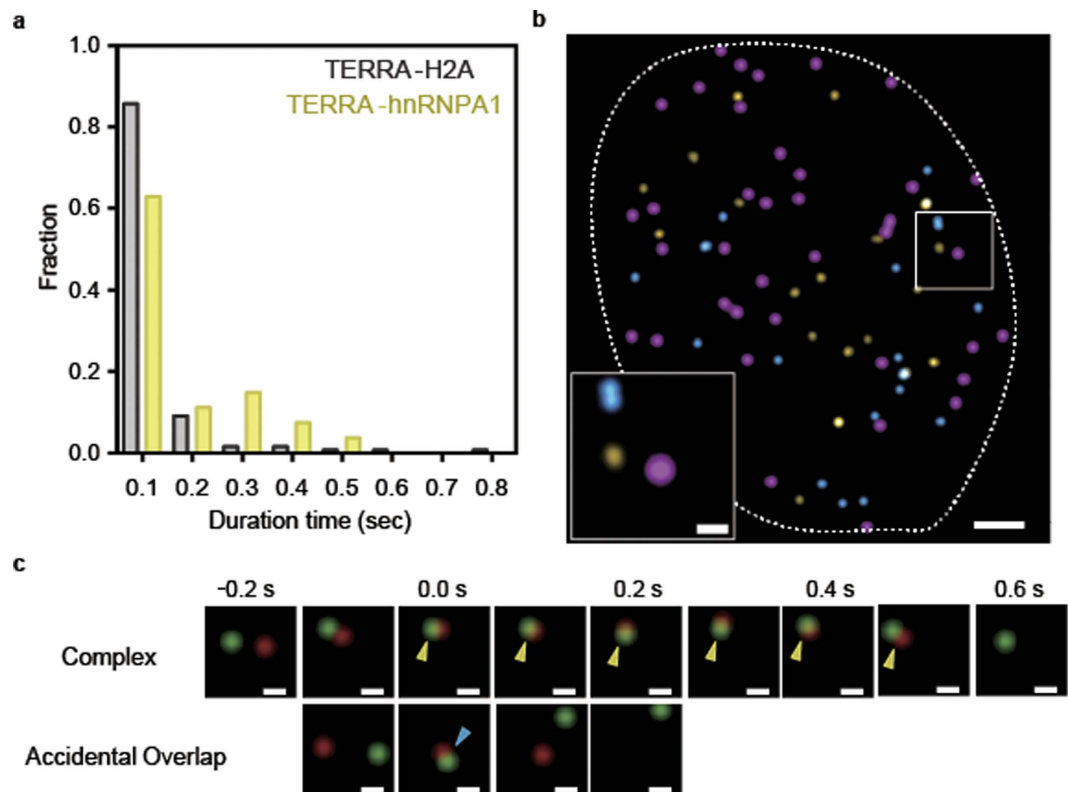 a
b
1.0
TERRA-H2A
TERRA-hnRNPA1
0.8
0.6
Fraction
0.4
0.2
0.0
0.1 0.2 0.3 0.4 0.5 0.6 0.7 0.8
Duration time (sec)
c
-0.2 s 0.0 s 0.2 s 0.4 s 0.6 s
Complex
Accidental Overlap